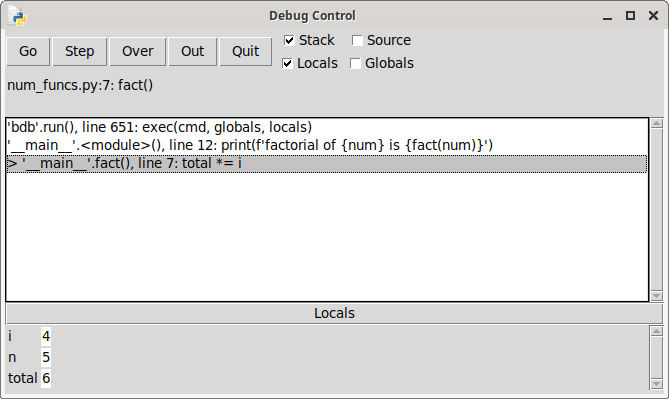 Debug Control
Go Step Over Out Quit Stack Source
Locals Globals
num_funcs.py:7: fact()
'bdb'.run(), line 651: exec(cmd, globals, locals)
'__main__'.<module>(), line 12: print(f'factorial of {num} is {fact(num)}')
> '__main__'.fact(), line 7: total *= i
Locals
i 4
n 5
total 6